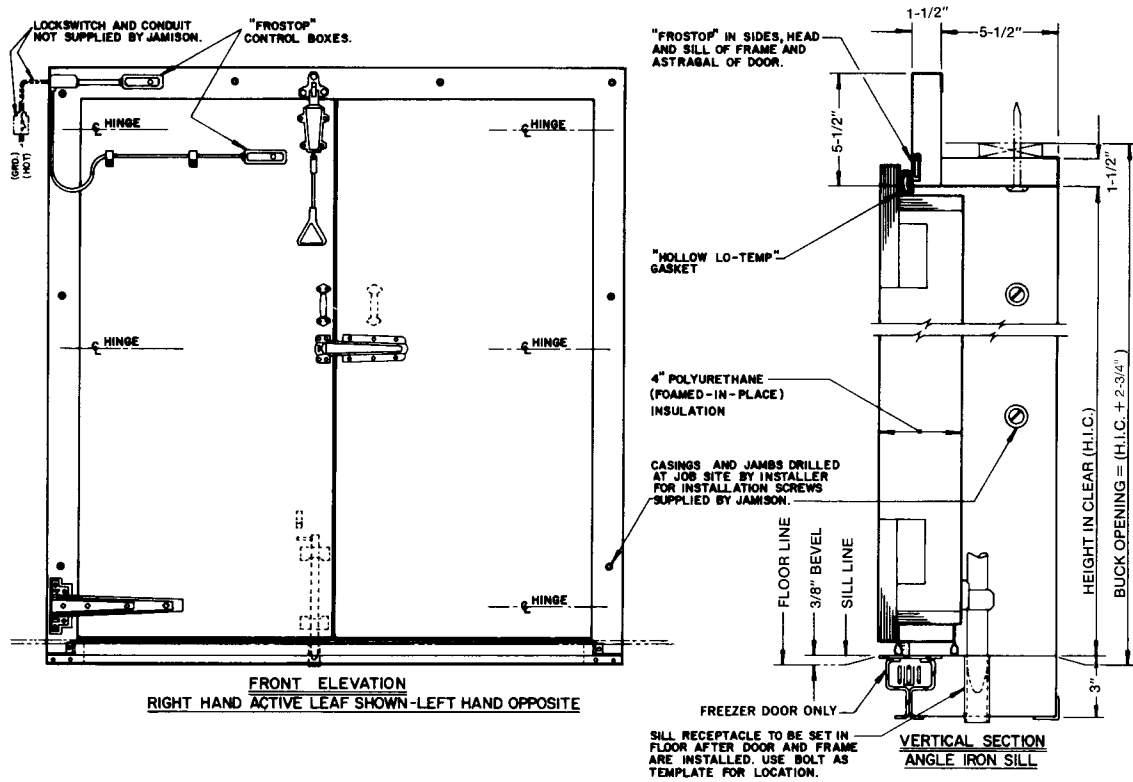 LOCKSWITCH AND CONDUIT
NOT SUPPLIED BY JAMISON.
"FROSTOP"
CONTROL BOXES.
(GRD.)
(HOT)
℄ HINGE
℄ HINGE
℄ HINGE
℄ HINGE
℄ HINGE
FRONT ELEVATION
RIGHT HAND ACTIVE LEAF SHOWN-LEFT HAND OPPOSITE
1-1/2"
5-1/2"
"FROSTOP" IN SIDES, HEAD
AND SILL OF FRAME AND
ASTRAGAL OF DOOR.
5-1/2"
1-1/2"
"HOLLOW LO-TEMP"
GASKET
4" POLYURETHANE
(FOAMED-IN-PLACE)
INSULATION
CASINGS AND JAMBS DRILLED
AT JOB SITE BY INSTALLER
FOR INSTALLATION SCREWS
SUPPLIED BY JAMISON.
FLOOR LINE
3/8" BEVEL
SILL LINE
HEIGHT IN CLEAR (H.I.C.)
BUCK OPENING = (H.I.C. + 2-3/4")
3"
FREEZER DOOR ONLY
SILL RECEPTACLE TO BE SET IN
FLOOR AFTER DOOR AND FRAME
ARE INSTALLED. USE BOLT AS
TEMPLATE FOR LOCATION.
VERTICAL SECTION
ANGLE IRON SILL